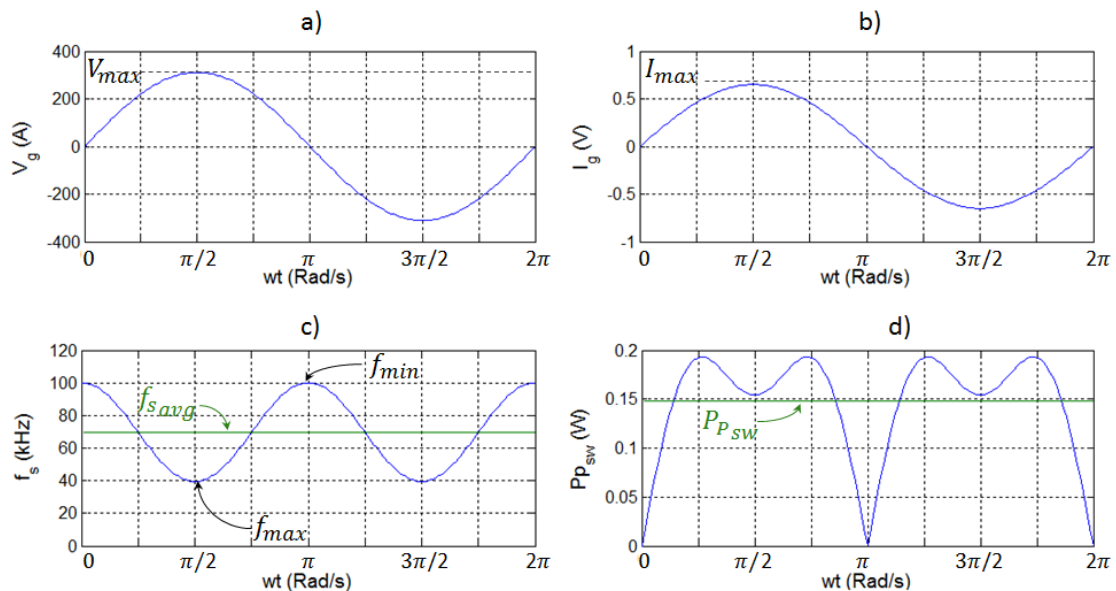 a)
400
200
0
-200
-400
V_g (A)
V_max
0 π/2 π 3π/2 2π
wt (Rad/s)
b)
1
0.5
0
-0.5
-1
I_g (V)
I_max
0 π/2 π 3π/2 2π
wt (Rad/s)
c)
120
100
80
60
40
20
0
f_s (kHz)
f_min
f_s avg
f_max
0 π/2 π 3π/2 2π
wt (Rad/s)
d)
0.2
0.15
0.1
0.05
0
Pp_sw (W)
P_P sw
0 π/2 π 3π/2 2π
wt (Rad/s)